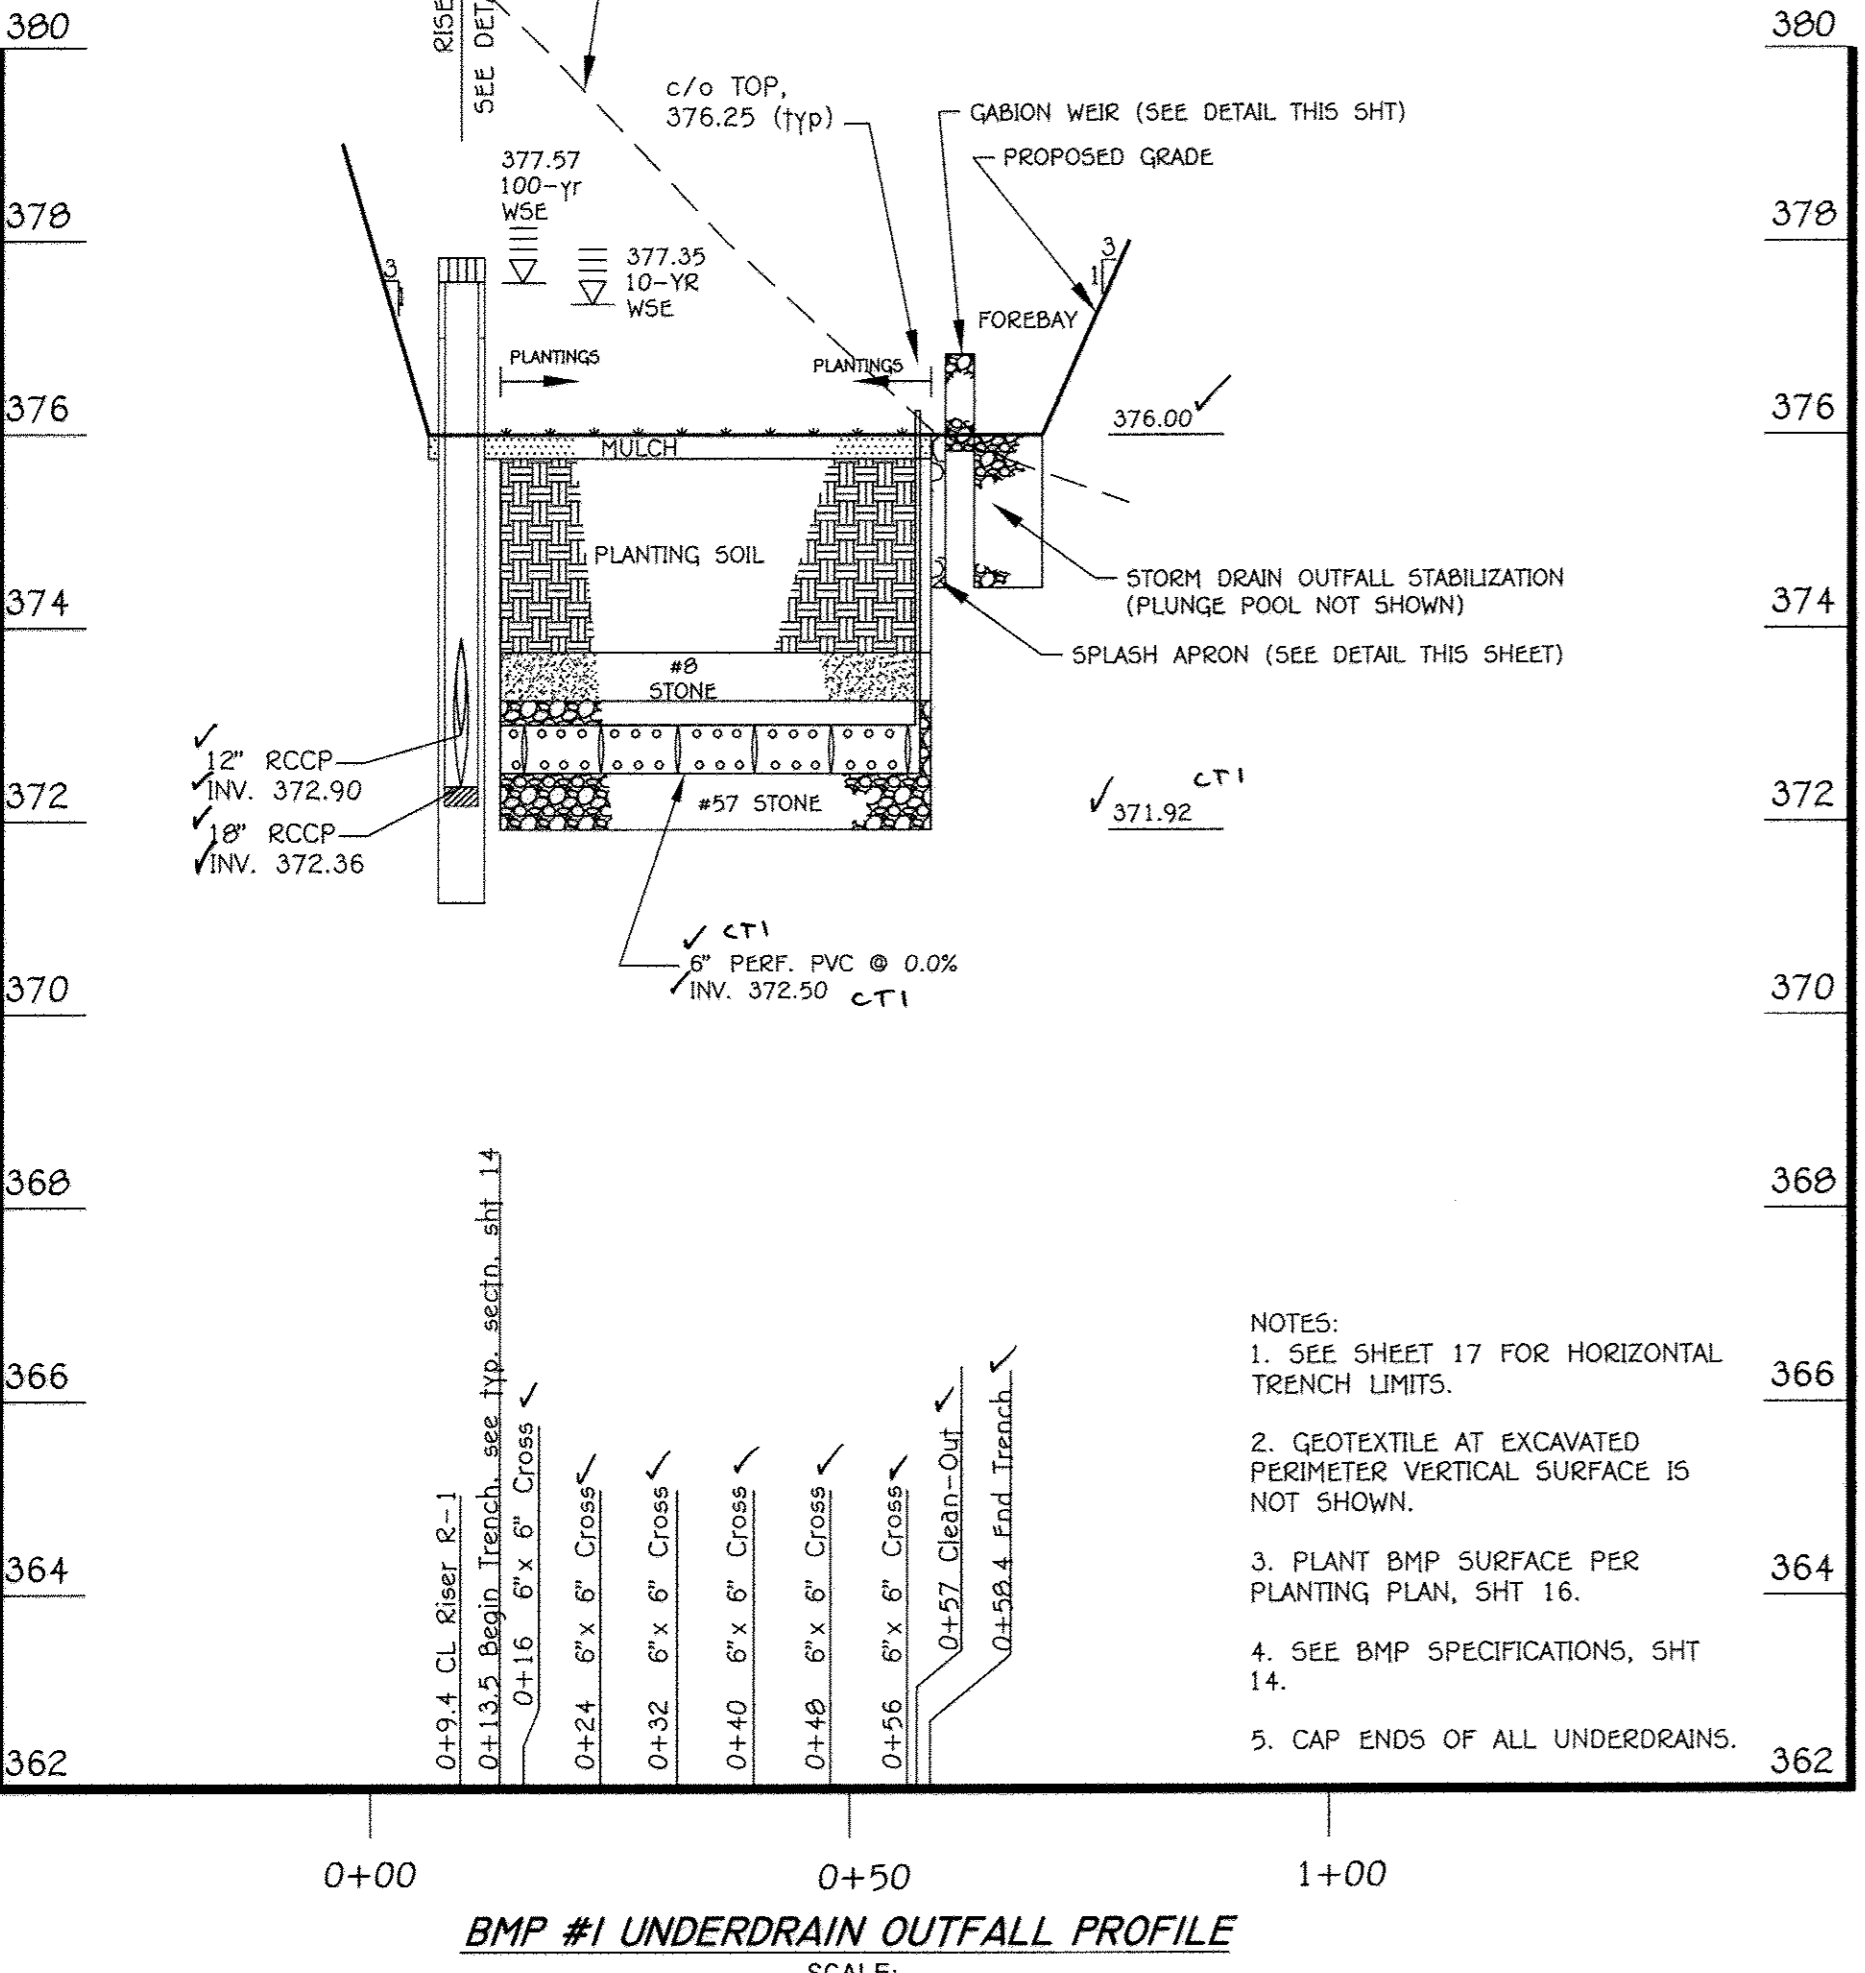 380
380
RISE
SEE DETA
c/o TOP,
376.25 (typ)
GABION WEIR (SEE DETAIL THIS SHT)
PROPOSED GRADE
377.57
100-yr
WSE
378
378
377.35
10-YR
WSE
3
1
3
1
FOREBAY
PLANTINGS
PLANTINGS
376
376
376.00
MULCH
PLANTING SOIL
STORM DRAIN OUTFALL STABILIZATION
(PLUNGE POOL NOT SHOWN)
374
374
SPLASH APRON (SEE DETAIL THIS SHEET)
#8
STONE
12" RCCP
INV. 372.90
372
372
#57 STONE
CTI
371.92
18" RCCP
INV. 372.36
CTI
6" PERF. PVC @ 0.0%
INV. 372.50 CTI
370
370
368
368
366
366
364
364
362
362
0+9.4 CL Riser R-1
0+13.5 Begin Trench, see typ. sectn. sht 14
0+16 6"x 6" Cross
0+24 6"x 6" Cross
0+32 6"x 6" Cross
0+40 6"x 6" Cross
0+48 6"x 6" Cross
0+56 6"x 6" Cross
0+57 Clean-Out
0+58.4 End Trench
NOTES:
1. SEE SHEET 17 FOR HORIZONTAL
TRENCH LIMITS.
2. GEOTEXTILE AT EXCAVATED
PERIMETER VERTICAL SURFACE IS
NOT SHOWN.
3. PLANT BMP SURFACE PER
PLANTING PLAN, SHT 16.
4. SEE BMP SPECIFICATIONS, SHT
14.
5. CAP ENDS OF ALL UNDERDRAINS.
0+00
0+50
1+00
BMP #1 UNDERDRAIN OUTFALL PROFILE
SCALE: